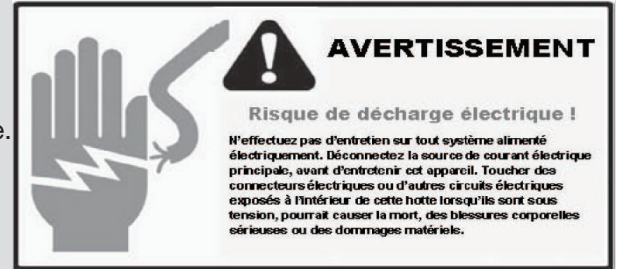 AVERTISSEMENT
Risque de décharge électrique !
e.
N'effectuez pas d'entretien sur tout système alimenté
électriquement. Déconnectez la source de courant électrique
principale, avant d'entretenir cet appareil. Toucher des
connecteurs électriques ou d'autres circuits électriques
exposés à l'intérieur de cette hotte lorsqu'ils sont sous
tension, pourrait causer la mort, des blessures corporelles
sérieuses ou des dommages matériels.